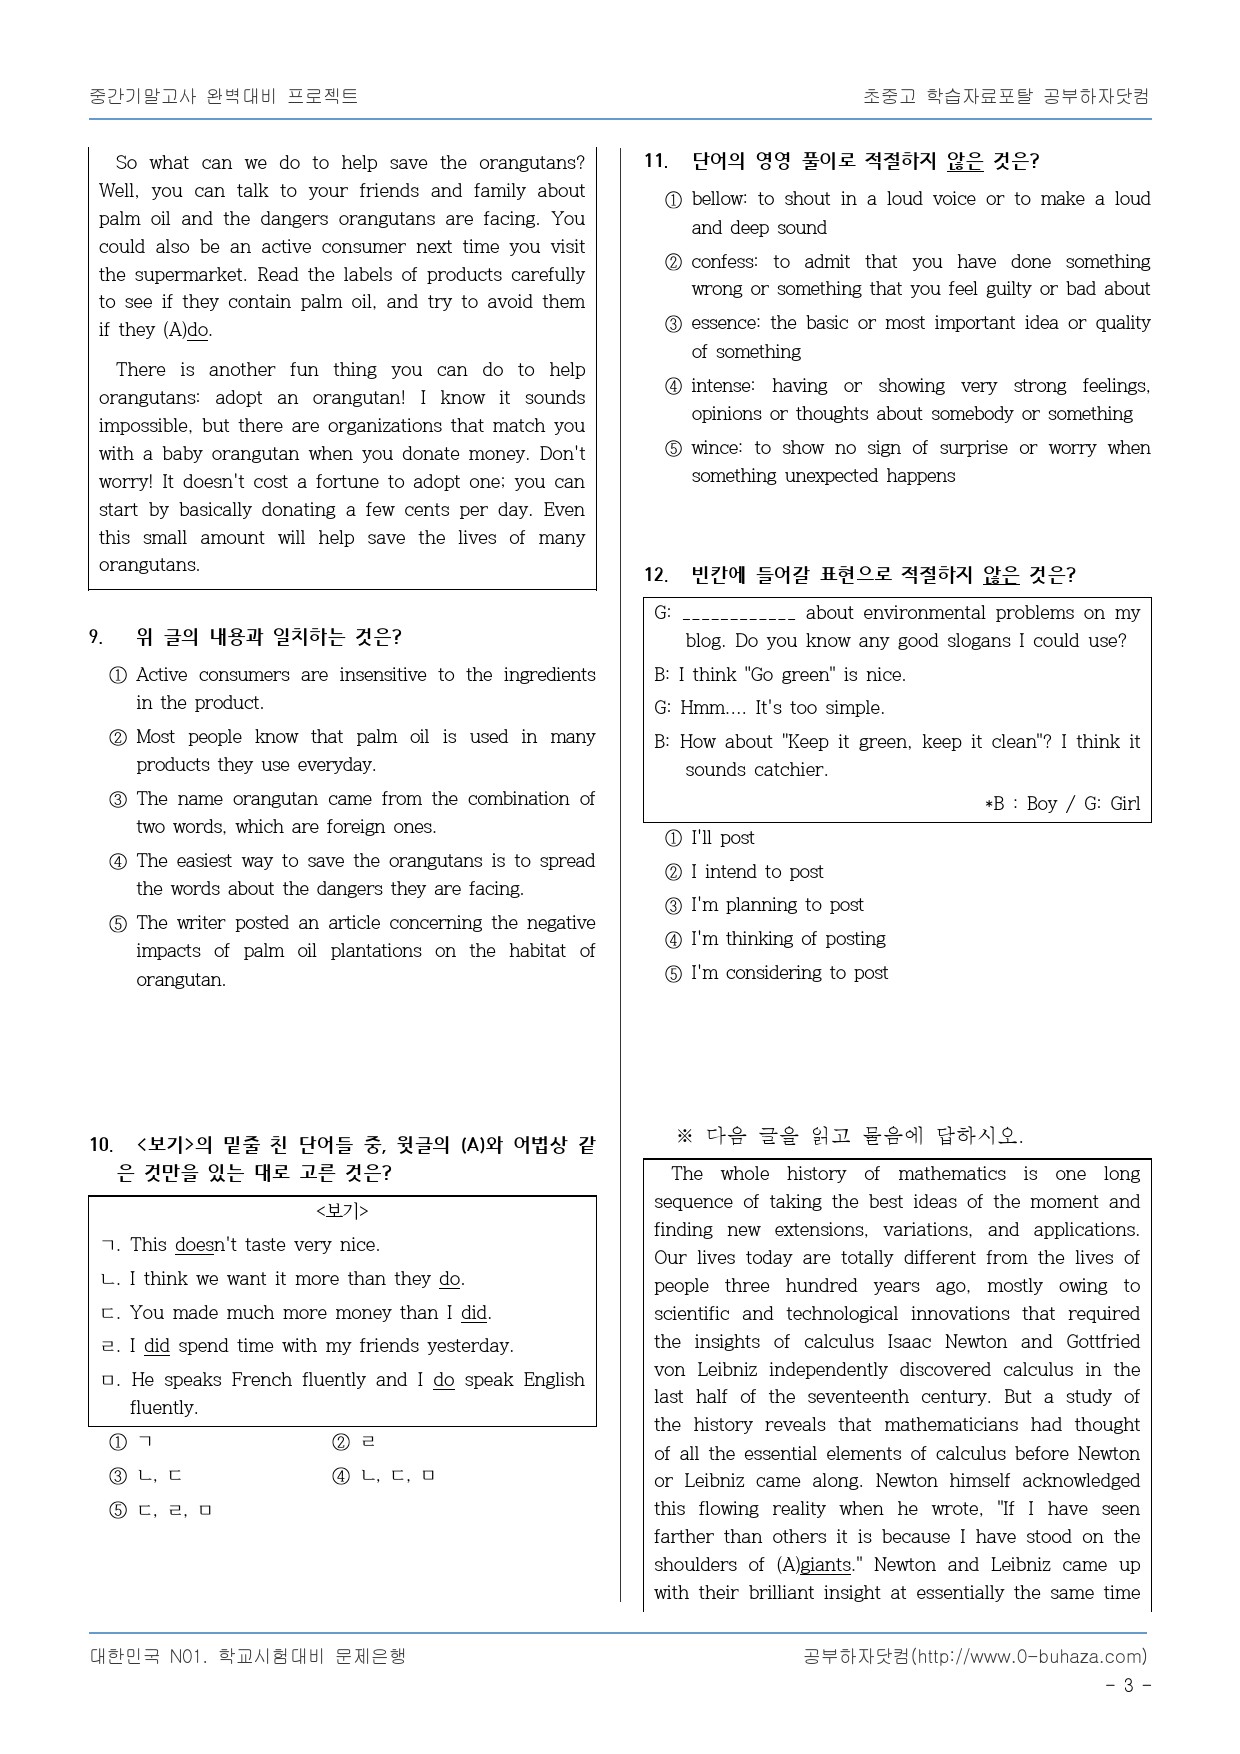 중간기말고사 완벽대비 프로젝트
초중고 학습자료포탈 공부하자닷컴
So what can we do to help save the orangutans?
Well, you can talk to your friends and family about
palm oil and the dangers orangutans are facing. You
could also be an active consumer next time you visit
the supermarket. Read the labels of products carefully
to see if they contain palm oil, and try to avoid them
if they (A)do.
There is another fun thing you can do to help
orangutans: adopt an orangutan! I know it sounds
impossible, but there are organizations that match you
with a baby orangutan when you donate money. Don't
worry! It doesn't cost a fortune to adopt one; you can
start by basically donating a few cents per day. Even
this small amount will help save the lives of many
orangutans.
9. 위 글의 내용과 일치하는 것은?
① Active consumers are insensitive to the ingredients
in the product.
② Most people know that palm oil is used in many
products they use everyday.
③ The name orangutan came from the combination of
two words, which are foreign ones.
④ The easiest way to save the orangutans is to spread
the words about the dangers they are facing.
⑤ The writer posted an article concerning the negative
impacts of palm oil plantations on the habitat of
orangutan.
10. <보기>의 밑줄 친 단어들 중, 윗글의 (A)와 어법상 같
은 것만을 있는 대로 고른 것은?
<보기>
ㄱ. This doesn't taste very nice.
ㄴ. I think we want it more than they do.
ㄷ. You made much more money than I did.
ㄹ. I did spend time with my friends yesterday.
ㅁ. He speaks French fluently and I do speak English
fluently.
① ㄱ ② ㄹ
③ ㄴ, ㄷ ④ ㄴ, ㄷ, ㅁ
⑤ ㄷ, ㄹ, ㅁ
11. 단어의 영영 풀이로 적절하지 않은 것은?
① bellow: to shout in a loud voice or to make a loud
and deep sound
② confess: to admit that you have done something
wrong or something that you feel guilty or bad about
③ essence: the basic or most important idea or quality
of something
④ intense: having or showing very strong feelings,
opinions or thoughts about somebody or something
⑤ wince: to show no sign of surprise or worry when
something unexpected happens
12. 빈칸에 들어갈 표현으로 적절하지 않은 것은?
G: ____________ about environmental problems on my
blog. Do you know any good slogans I could use?
B: I think "Go green" is nice.
G: Hmm.... It's too simple.
B: How about "Keep it green, keep it clean"? I think it
sounds catchier.
*B : Boy / G: Girl
① I'll post
② I intend to post
③ I'm planning to post
④ I'm thinking of posting
⑤ I'm considering to post
※ 다음 글을 읽고 물음에 답하시오.
The whole history of mathematics is one long
sequence of taking the best ideas of the moment and
finding new extensions, variations, and applications.
Our lives today are totally different from the lives of
people three hundred years ago, mostly owing to
scientific and technological innovations that required
the insights of calculus Isaac Newton and Gottfried
von Leibniz independently discovered calculus in the
last half of the seventeenth century. But a study of
the history reveals that mathematicians had thought
of all the essential elements of calculus before Newton
or Leibniz came along. Newton himself acknowledged
this flowing reality when he wrote, "If I have seen
farther than others it is because I have stood on the
shoulders of (A)giants." Newton and Leibniz came up
with their brilliant insight at essentially the same time
대한민국 N01. 학교시험대비 문제은행
공부하자닷컴(http://www.0-buhaza.com)
- 3 -